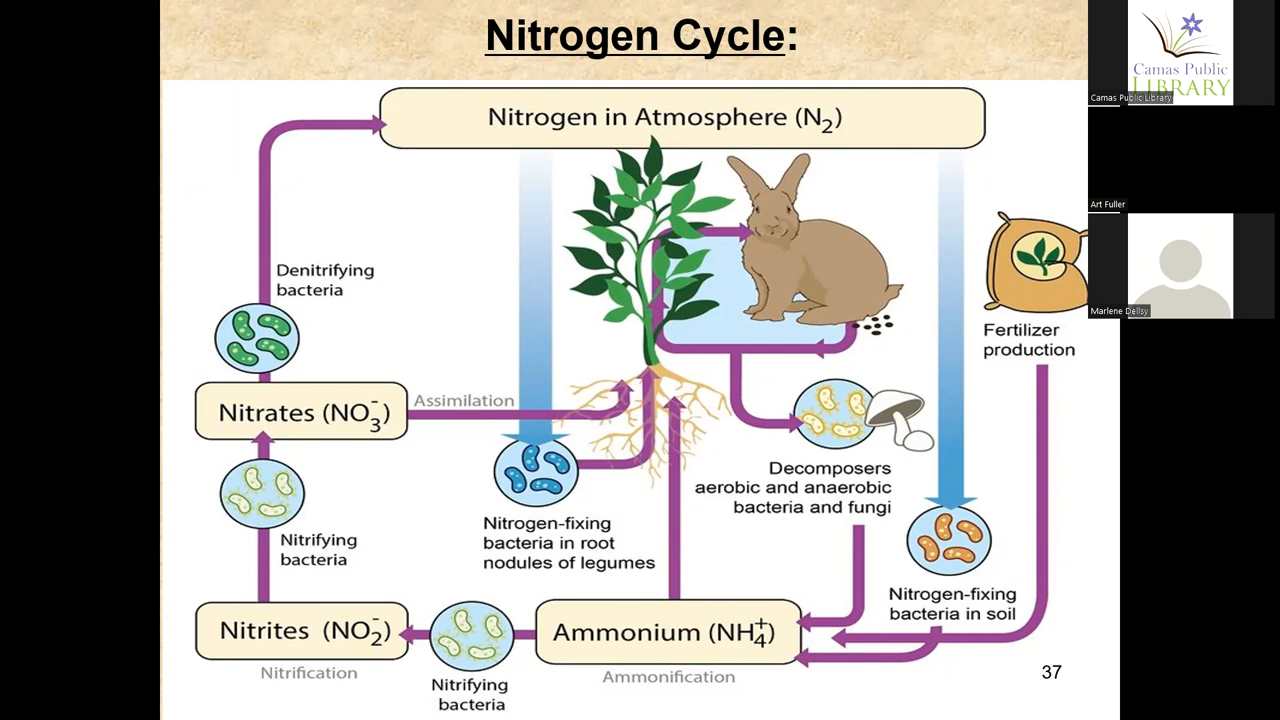 Nitrogen Cycle:
Camas Public
LIBRARY
Camas Public Library
Nitrogen in Atmosphere (N₂)
Art Fuller
Denitrifying
bacteria
Marlene Dellsy
Fertilizer
production
Nitrates (NO₃⁻)
Assimilation
Decomposers
aerobic and anaerobic
bacteria and fungi
Nitrogen-fixing
bacteria in root
nodules of legumes
Nitrifying
bacteria
Nitrogen-fixing
bacteria in soil
Nitrites (NO₂⁻)
Ammonium (NH₄⁺)
Nitrification
Ammonification
37
Nitrifying
bacteria